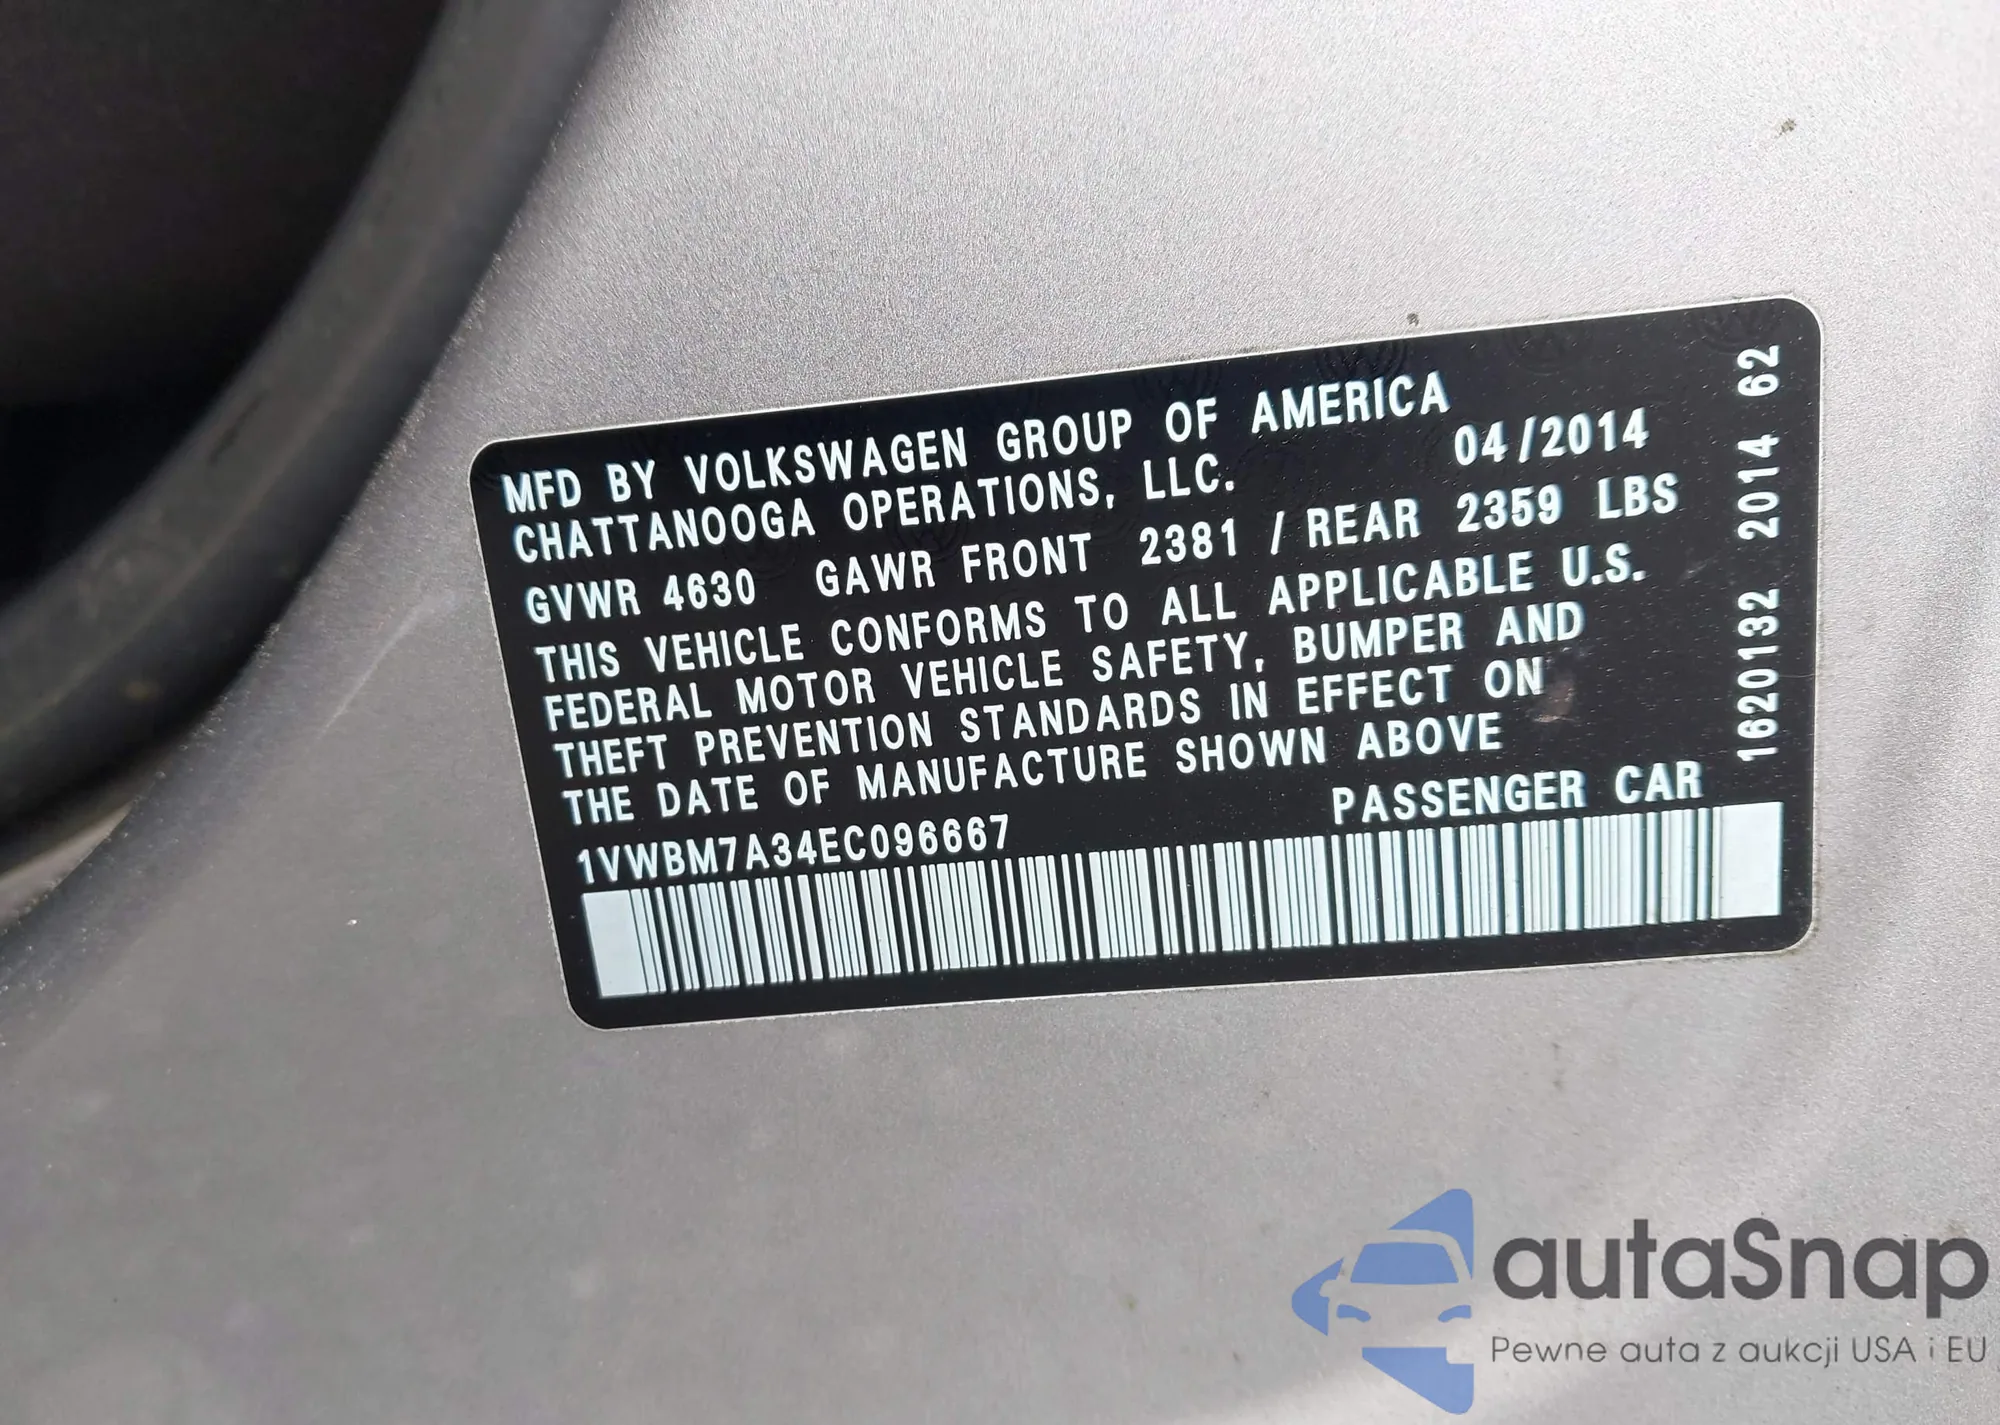 MFD BY VOLKSWAGEN GROUP OF AMERICA
CHATTANOOGA OPERATIONS, LLC. 04/2014
GVWR 4630 GAWR FRONT 2381 / REAR 2359 LBS
THIS VEHICLE CONFORMS TO ALL APPLICABLE U.S.
FEDERAL MOTOR VEHICLE SAFETY, BUMPER AND
THEFT PREVENTION STANDARDS IN EFFECT ON
THE DATE OF MANUFACTURE SHOWN ABOVE
1VWBM7A34EC096667 PASSENGER CAR
1620132 2014 62
autaSnap
Pewne auta z aukcji USA i EU